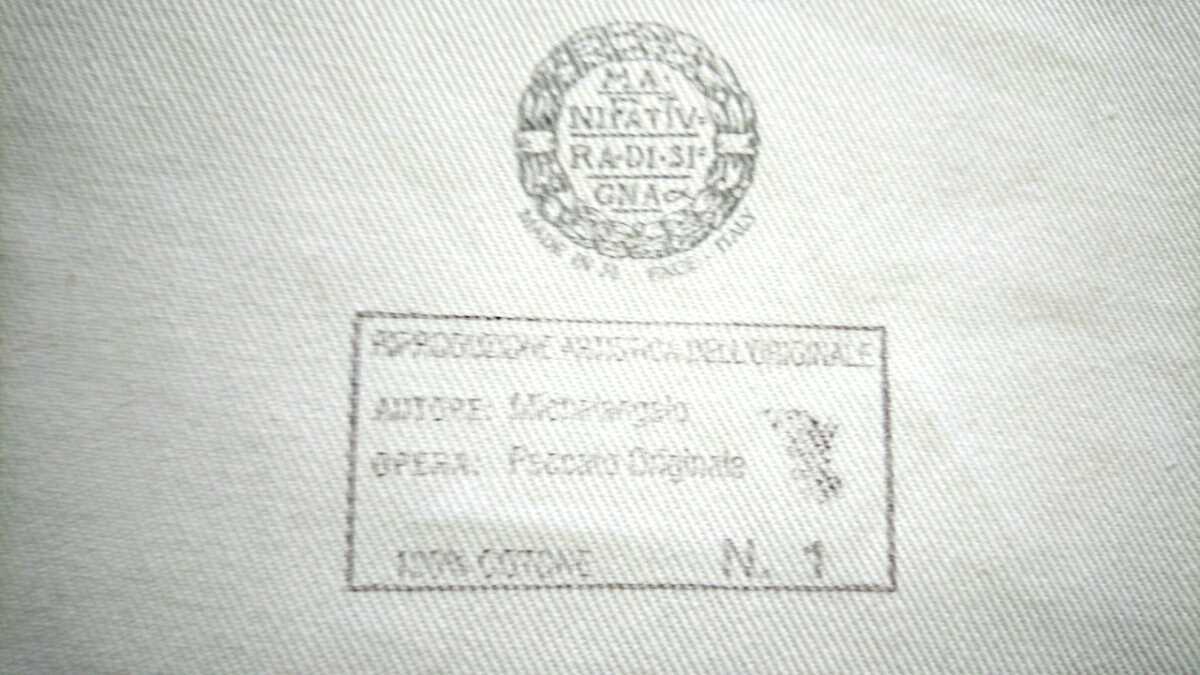 MA·
NIFATTV·
RA·DI·SI
GNA
MADE IN ITALY
RIPRODUZIONE ARTISTICA DELL'ORIGINALE
AUTORE: Michelangelo
OPERA: Peccato Originale
100% COTONE N. 1